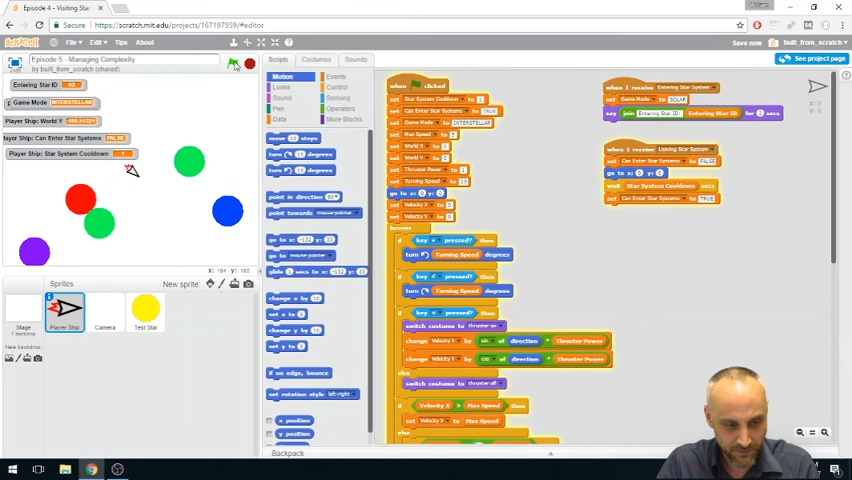 William
Episode 4 - Visiting Star
Secure https://scratch.mit.edu/projects/167197959/#editor
File Edit Tips About
Save now built_from_scratch
Episode 5 - Managing Complexity
by built_from_scratch (shared)
Scripts Costumes Sounds
See project page
Entering Star ID
Game Mode INTERSTELLAR
Player Ship: World Y
layer Ship: Can Enter Star Systems FALSE
Player Ship: Star System Cooldown
Motion Events
Looks Control
Sound Sensing
Pen Operators
Data More Blocks
move 10 steps
turn 15 degrees
turn 15 degrees
point in direction 90
point towards mouse-pointer
go to x: -132 y: 33
go to mouse-pointer
glide 1 secs to x: -132 y: 33
change x by 10
set x to 0
change y by 10
set y to 0
if on edge, bounce
set rotation style left-right
x position
y position
when clicked
set Star System Cooldown to 1
set Can Enter Star Systems to TRUE
set Game Mode to INTERSTELLAR
set Max Speed to 5
set World X to
set World Y to
set Thruster Power to
set Turning Speed to 15
go to x: 0 y: 0
set Velocity X to 0
set Velocity Y to 0
forever
if key pressed? then
turn Turning Speed degrees
if key d pressed? then
turn Turning Speed degrees
if key w pressed? then
switch costume to thruster on
change Velocity X by sin of direction * Thruster Power
change Velocity Y by cos of direction * Thruster Power
else
switch costume to thruster off
if Velocity X > Max Speed then
set Velocity X to Max Speed
else
when I receive Entering Star System
set Game Mode to SOLAR
say join Entering Star ID: Entering Star ID for 2 secs
when I receive Leaving Star System
set Can Enter Star Systems to FALSE
go to x: 0 y: 0
wait Star System Cooldown secs
set Can Enter Star Systems to TRUE
x: 0
y: 0
x: 184 y: 180
Sprites New sprite:
Stage
1 backdrop
New backdrop:
Player Ship
Camera
Test Star
Backpack